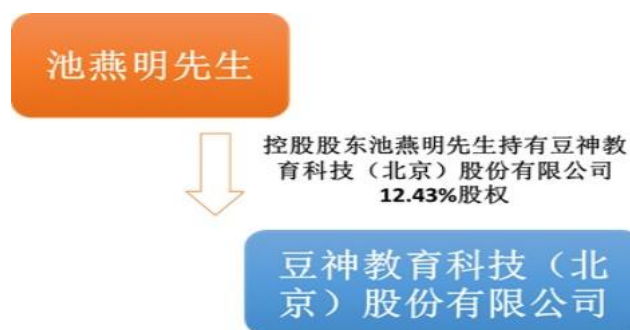 池燕明先生
控股股东池燕明先生持有豆神教
育科技（北京）股份有限公司
12.43%股权
豆神教育科技（北
京）股份有限公司